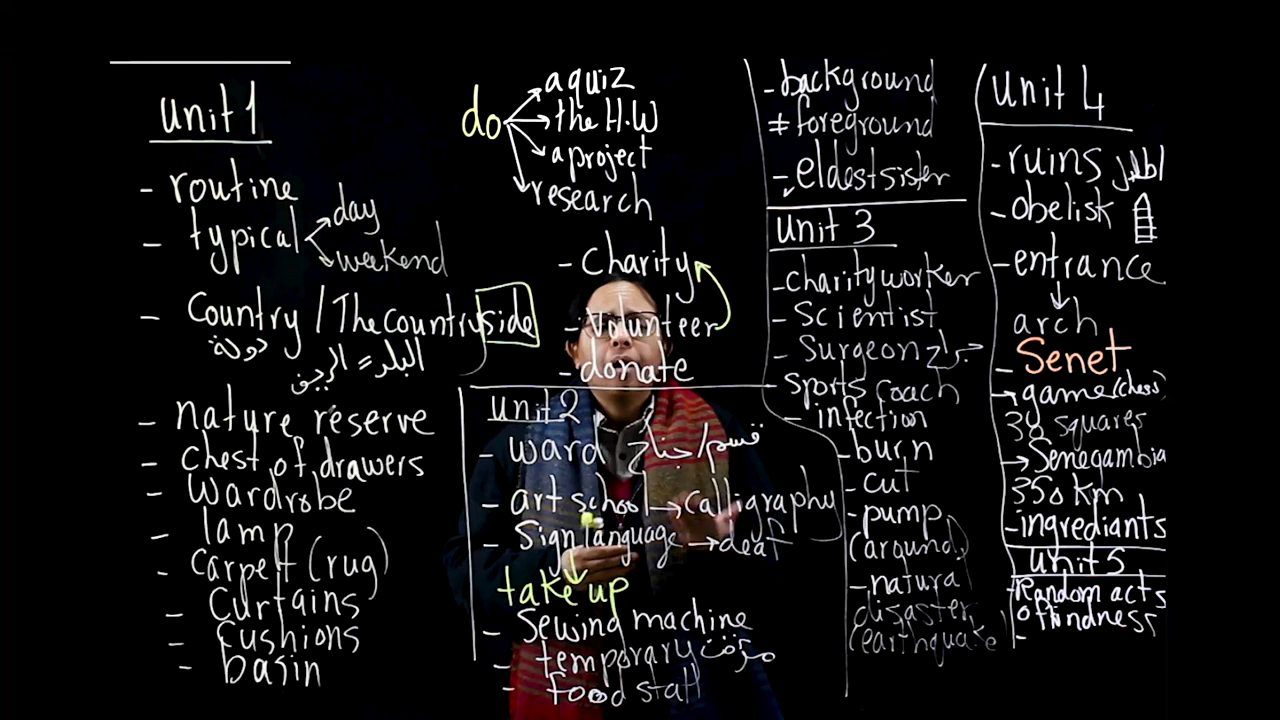 Unit 1
- routine
- typical
day
weekend
- Country / The Countryside
دولة
البلد = الريف
- nature reserve
- chest of drawers
- wardrobe
- lamp
- carpet (rug)
- Curtains
- Cushions
- basin
do
a quiz
the H.W
a project
research
- Charity
- Volunteer
- donate
Unit 2
- ward قسم/جناح
- art school → calligraphy
- Sign language → deaf
take up
- Sewing machine
- temporary مؤقت
- food stall
- background
≠ foreground
- eldest sister
Unit 3
- charity worker
- Scientist
- Surgeon
- sports coach
- infection
- burn
- cut
- pump
(around)
- natural
disaster
(earthquake)
Unit 4
- ruins
- obelisk
- entrance
arch
- Senet
→ game (chess)
30 squares
→ Senegambia
350 km
- ingrediants
Unit 5
- Random acts
of kindness
-